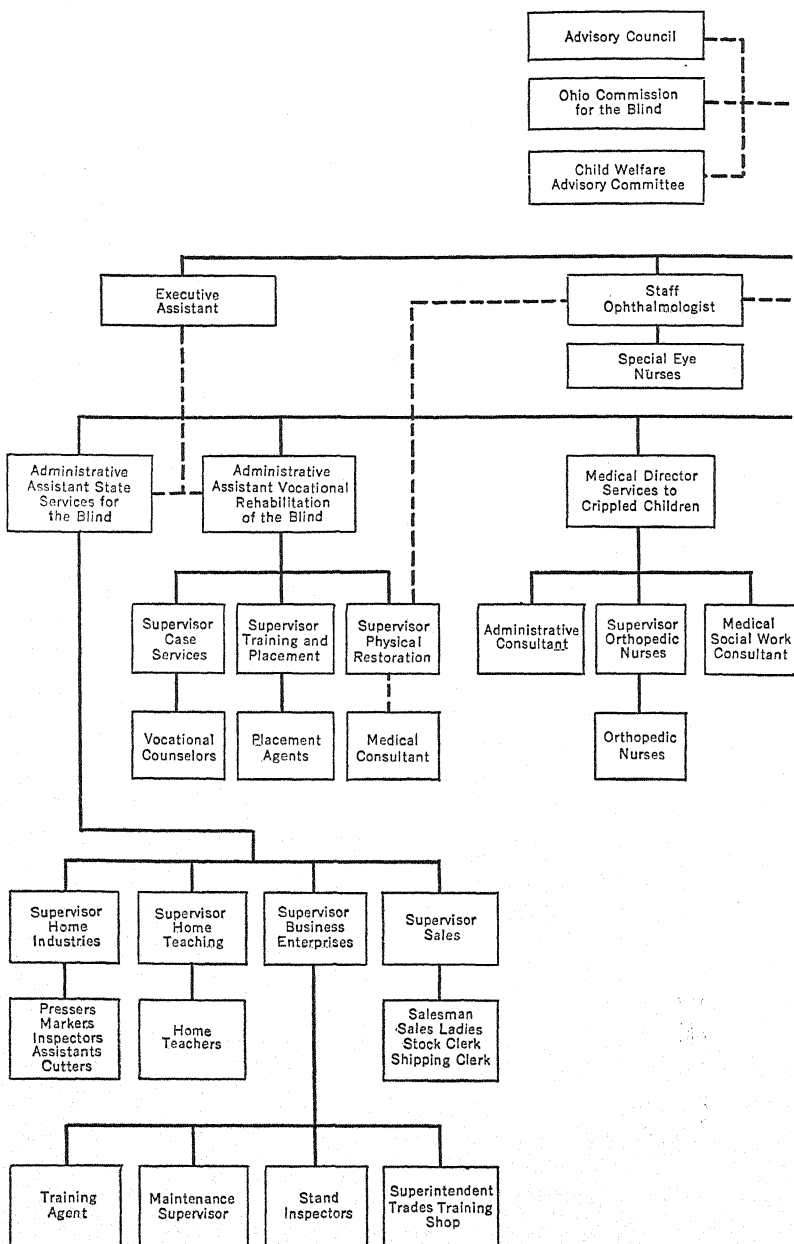 Advisory Council
Ohio Commission
for the Blind
Child Welfare
Advisory Committee
Executive
Assistant
Staff
Ophthalmologist
Special Eye
Nurses
Administrative
Assistant State
Services for
the Blind
Administrative
Assistant Vocational
Rehabilitation
of the Blind
Medical Director
Services to
Crippled Children
Supervisor
Case
Services
Supervisor
Training and
Placement
Supervisor
Physical
Restoration
Administrative
Consultant
Supervisor
Orthopedic
Nurses
Medical
Social Work
Consultant
Vocational
Counselors
Placement
Agents
Medical
Consultant
Orthopedic
Nurses
Supervisor
Home
Industries
Supervisor
Home
Teaching
Supervisor
Business
Enterprises
Supervisor
Sales
Pressers
Markers
Inspectors
Assistants
Cutters
Home
Teachers
Salesman
Sales Ladies
Stock Clerk
Shipping Clerk
Training
Agent
Maintenance
Supervisor
Stand
Inspectors
Superintendent
Trades Training
Shop